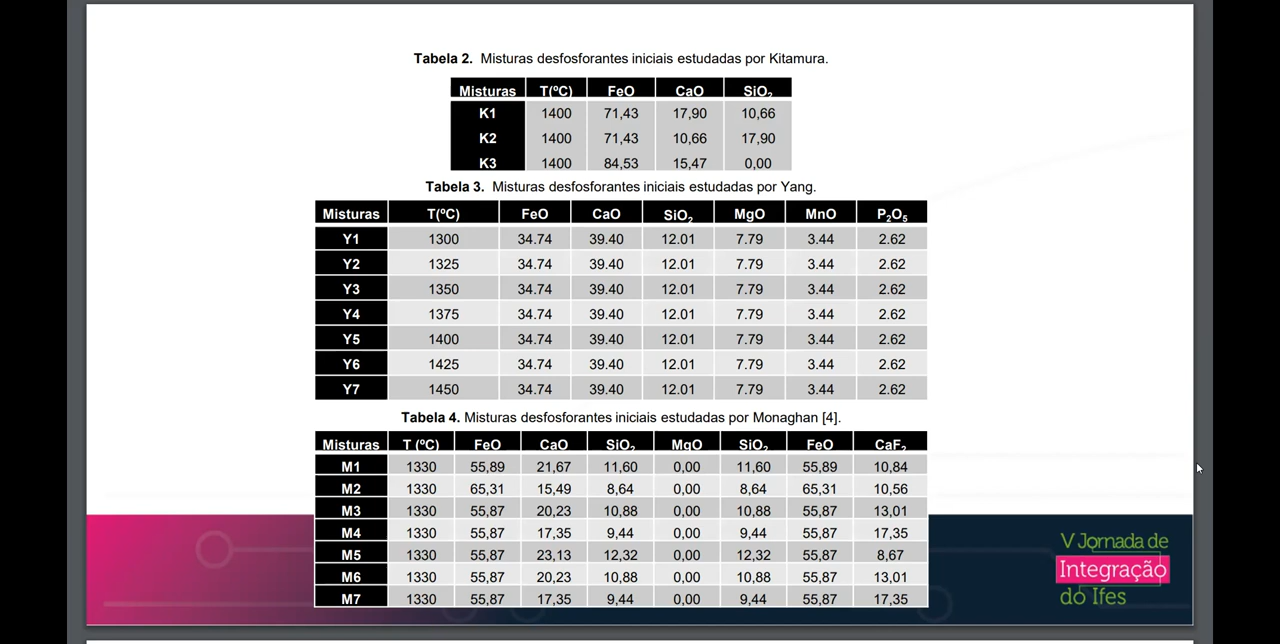 Tabela 2. Misturas desfosforantes iniciais estudadas por Kitamura.
Misturas T(ºC) FeO CaO SiO2
K1 1400 71,43 17,90 10,66
K2 1400 71,43 10,66 17,90
K3 1400 84,53 15,47 0,00
Tabela 3. Misturas desfosforantes iniciais estudadas por Yang.
Misturas T(ºC) FeO CaO SiO2 MgO MnO P2O5
Y1 1300 34.74 39.40 12.01 7.79 3.44 2.62
Y2 1325 34.74 39.40 12.01 7.79 3.44 2.62
Y3 1350 34.74 39.40 12.01 7.79 3.44 2.62
Y4 1375 34.74 39.40 12.01 7.79 3.44 2.62
Y5 1400 34.74 39.40 12.01 7.79 3.44 2.62
Y6 1425 34.74 39.40 12.01 7.79 3.44 2.62
Y7 1450 34.74 39.40 12.01 7.79 3.44 2.62
Tabela 4. Misturas desfosforantes iniciais estudadas por Monaghan [4].
Misturas T (ºC) FeO CaO SiO2 MgO SiO2 FeO CaF2
M1 1330 55,89 21,67 11,60 0,00 11,60 55,89 10,84
M2 1330 65,31 15,49 8,64 0,00 8,64 65,31 10,56
M3 1330 55,87 20,23 10,88 0,00 10,88 55,87 13,01
M4 1330 55,87 17,35 9,44 0,00 9,44 55,87 17,35
M5 1330 55,87 23,13 12,32 0,00 12,32 55,87 8,67
M6 1330 55,87 20,23 10,88 0,00 10,88 55,87 13,01
M7 1330 55,87 17,35 9,44 0,00 9,44 55,87 17,35
V Jornada de
Integração
do Ifes